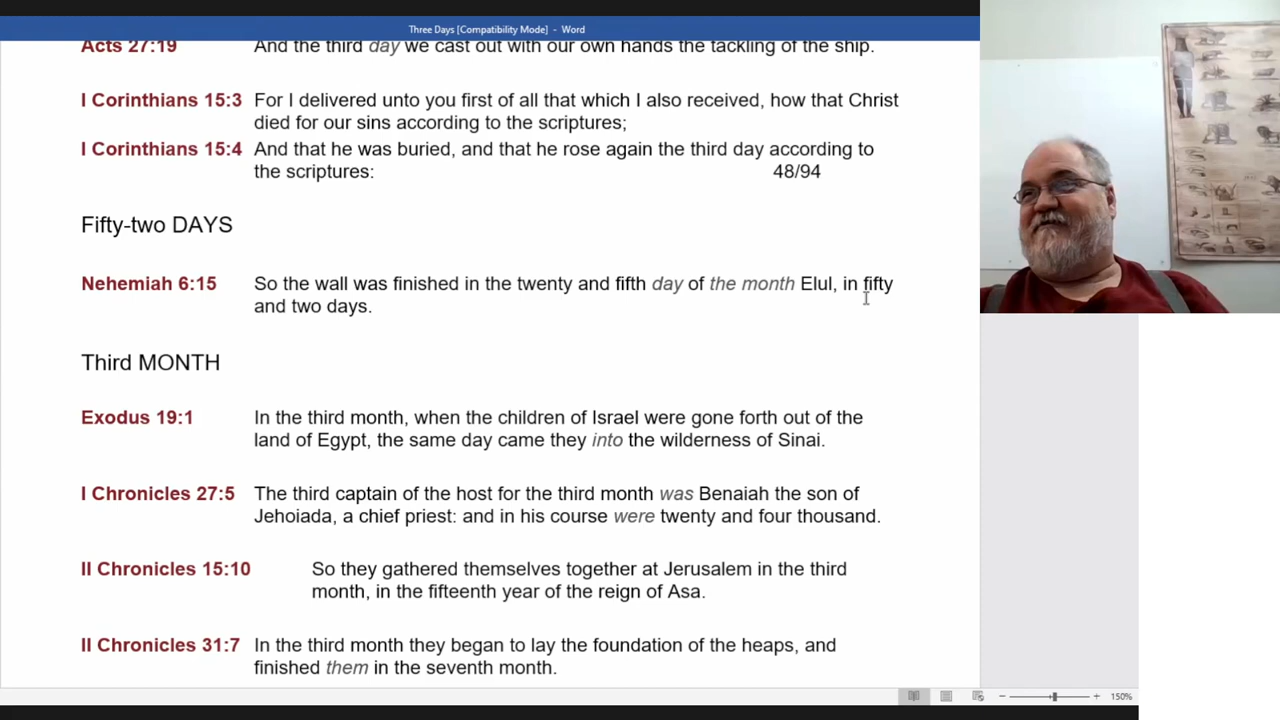 Three Days [Compatibility Mode] - Word
Acts 27:19 And the third day we cast out with our own hands the tackling of the ship.
I Corinthians 15:3 For I delivered unto you first of all that which I also received, how that Christ
died for our sins according to the scriptures;
I Corinthians 15:4 And that he was buried, and that he rose again the third day according to
the scriptures: 48/94
Fifty-two DAYS
Nehemiah 6:15 So the wall was finished in the twenty and fifth day of the month Elul, in fifty
and two days.
Third MONTH
Exodus 19:1 In the third month, when the children of Israel were gone forth out of the
land of Egypt, the same day came they into the wilderness of Sinai.
I Chronicles 27:5 The third captain of the host for the third month was Benaiah the son of
Jehoiada, a chief priest: and in his course were twenty and four thousand.
II Chronicles 15:10 So they gathered themselves together at Jerusalem in the third
month, in the fifteenth year of the reign of Asa.
II Chronicles 31:7 In the third month they began to lay the foundation of the heaps, and
finished them in the seventh month.
150%